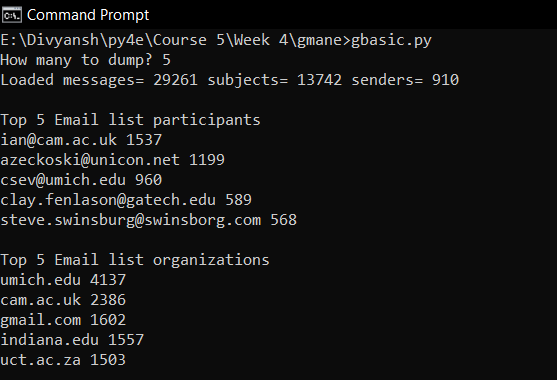 Command Prompt
E:\Divyansh\py4e\Course 5\Week 4\gmane>gbasic.py
How many to dump? 5
Loaded messages= 29261 subjects= 13742 senders= 910

Top 5 Email list participants
ian@cam.ac.uk 1537
azeckoski@unicon.net 1199
csev@umich.edu 960
clay.fenlason@gatech.edu 589
steve.swinsburg@swinsborg.com 568

Top 5 Email list organizations
umich.edu 4137
cam.ac.uk 2386
gmail.com 1602
indiana.edu 1557
uct.ac.za 1503